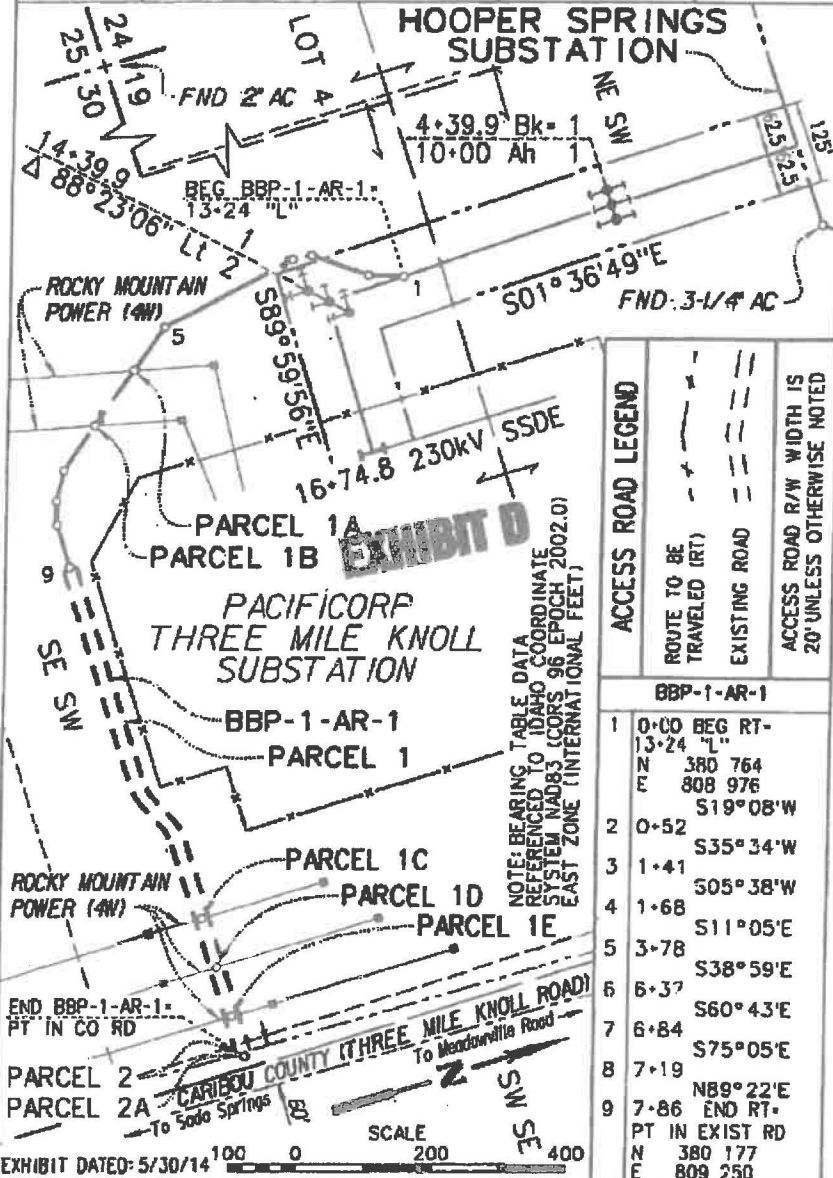 HOOPER SPRINGS
SUBSTATION
24 19
25 30
FND 2" AC
LOT 4
NE SW
4+39.9 Bk= 1
10+00 Ah 1
62.5 62.5
125'
14+39.9 1
Δ 88°23'06" Lt 2
BEG BBP-1-AR-1=
13+24 "L"
1
S01°36'49"E
FND 3-1/4" AC
ROCKY MOUNTAIN
POWER (4W)
5
S89°59'56"E
16+74.8 230kV SSDE
PARCEL 1A
PARCEL 1B
EXHIBIT D
9
PACIFICORP
THREE MILE KNOLL
SUBSTATION
SE SW
BBP-1-AR-1
PARCEL 1
NOTE: BEARING TABLE DATA
REFERENCED TO IDAHO COORDINATE
SYSTEM NAD83 (CORS 96 EPOCH 2002.0)
EAST ZONE (INTERNATIONAL FEET)
ROCKY MOUNTAIN
POWER (4W)
PARCEL 1C
PARCEL 1D
PARCEL 1E
END BBP-1-AR-1=
PT IN CO RD
PARCEL 2
PARCEL 2A
CARIBOU COUNTY (THREE MILE KNOLL ROAD)
To Meadowville Road
To Soda Springs
60'
N
SW SE
SCALE
100 0 200 400
EXHIBIT DATED: 5/30/14
ACCESS ROAD LEGEND
ROUTE TO BE
TRAVELED (RT)
EXISTING ROAD
ACCESS ROAD R/W WIDTH IS
20' UNLESS OTHERWISE NOTED
BBP-1-AR-1
1 0+00 BEG RT=
13+24 "L"
N 380 764
E 808 976
S19°08'W
2 0+52
S35°34'W
3 1+41
S05°38'W
4 1+68
S11°05'E
5 3+78
S38°59'E
6 6+37
S60°43'E
7 6+84
S75°05'E
8 7+19
N89°22'E
9 7+86 END RT=
PT IN EXIST RD
N 380 177
E 809 250